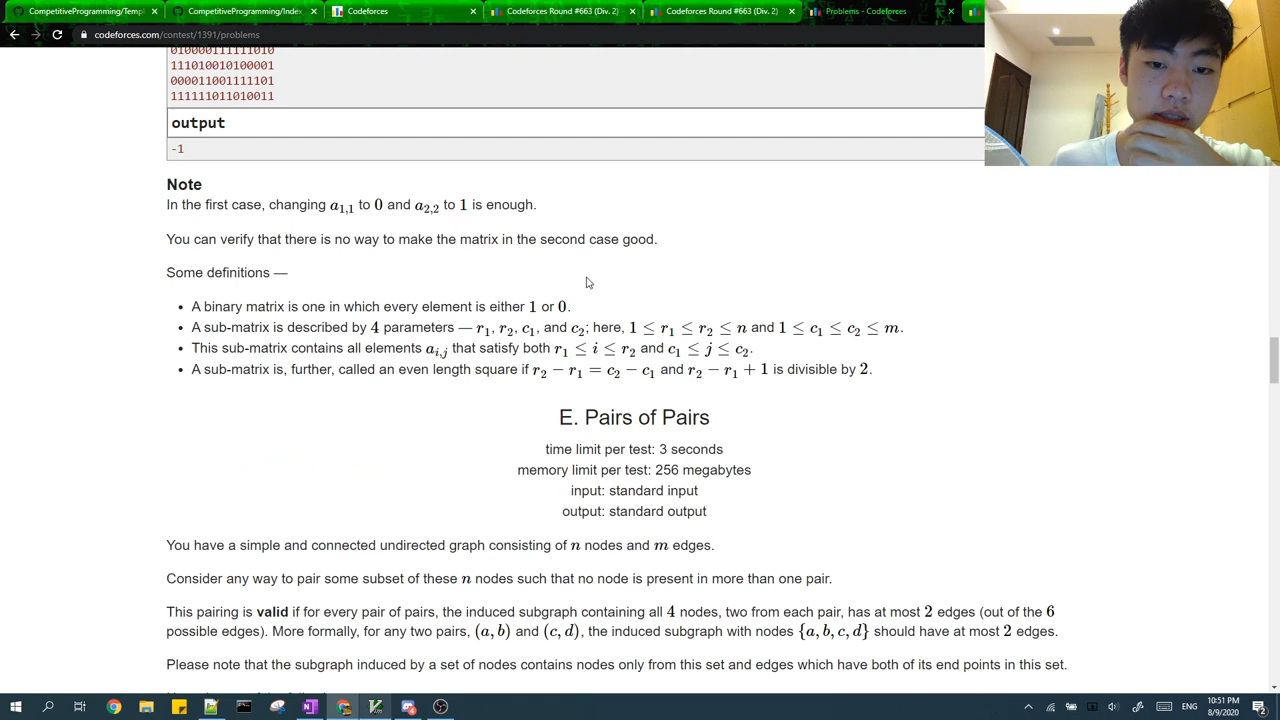 CompetitiveProgramming/Temp
CompetitiveProgramming/Index
Codeforces
Codeforces Round #663 (Div. 2)
Codeforces Round #663 (Div. 2)
Problems - Codeforces
codeforces.com/contest/1391/problems
010000111111010
111010010100001
000011001111101
111111011010011
output
-1
Note
In the first case, changing a1,1 to 0 and a2,2 to 1 is enough.
You can verify that there is no way to make the matrix in the second case good.
Some definitions —
• A binary matrix is one in which every element is either 1 or 0.
• A sub-matrix is described by 4 parameters — r1, r2, c1, and c2; here, 1 ≤ r1 ≤ r2 ≤ n and 1 ≤ c1 ≤ c2 ≤ m.
• This sub-matrix contains all elements ai,j that satisfy both r1 ≤ i ≤ r2 and c1 ≤ j ≤ c2.
• A sub-matrix is, further, called an even length square if r2 − r1 = c2 − c1 and r2 − r1 + 1 is divisible by 2.
E. Pairs of Pairs
time limit per test: 3 seconds
memory limit per test: 256 megabytes
input: standard input
output: standard output
You have a simple and connected undirected graph consisting of n nodes and m edges.
Consider any way to pair some subset of these n nodes such that no node is present in more than one pair.
This pairing is valid if for every pair of pairs, the induced subgraph containing all 4 nodes, two from each pair, has at most 2 edges (out of the 6
possible edges). More formally, for any two pairs, (a, b) and (c, d), the induced subgraph with nodes {a, b, c, d} should have at most 2 edges.
Please note that the subgraph induced by a set of nodes contains nodes only from this set and edges which have both of its end points in this set.
10:51 PM
8/9/2020